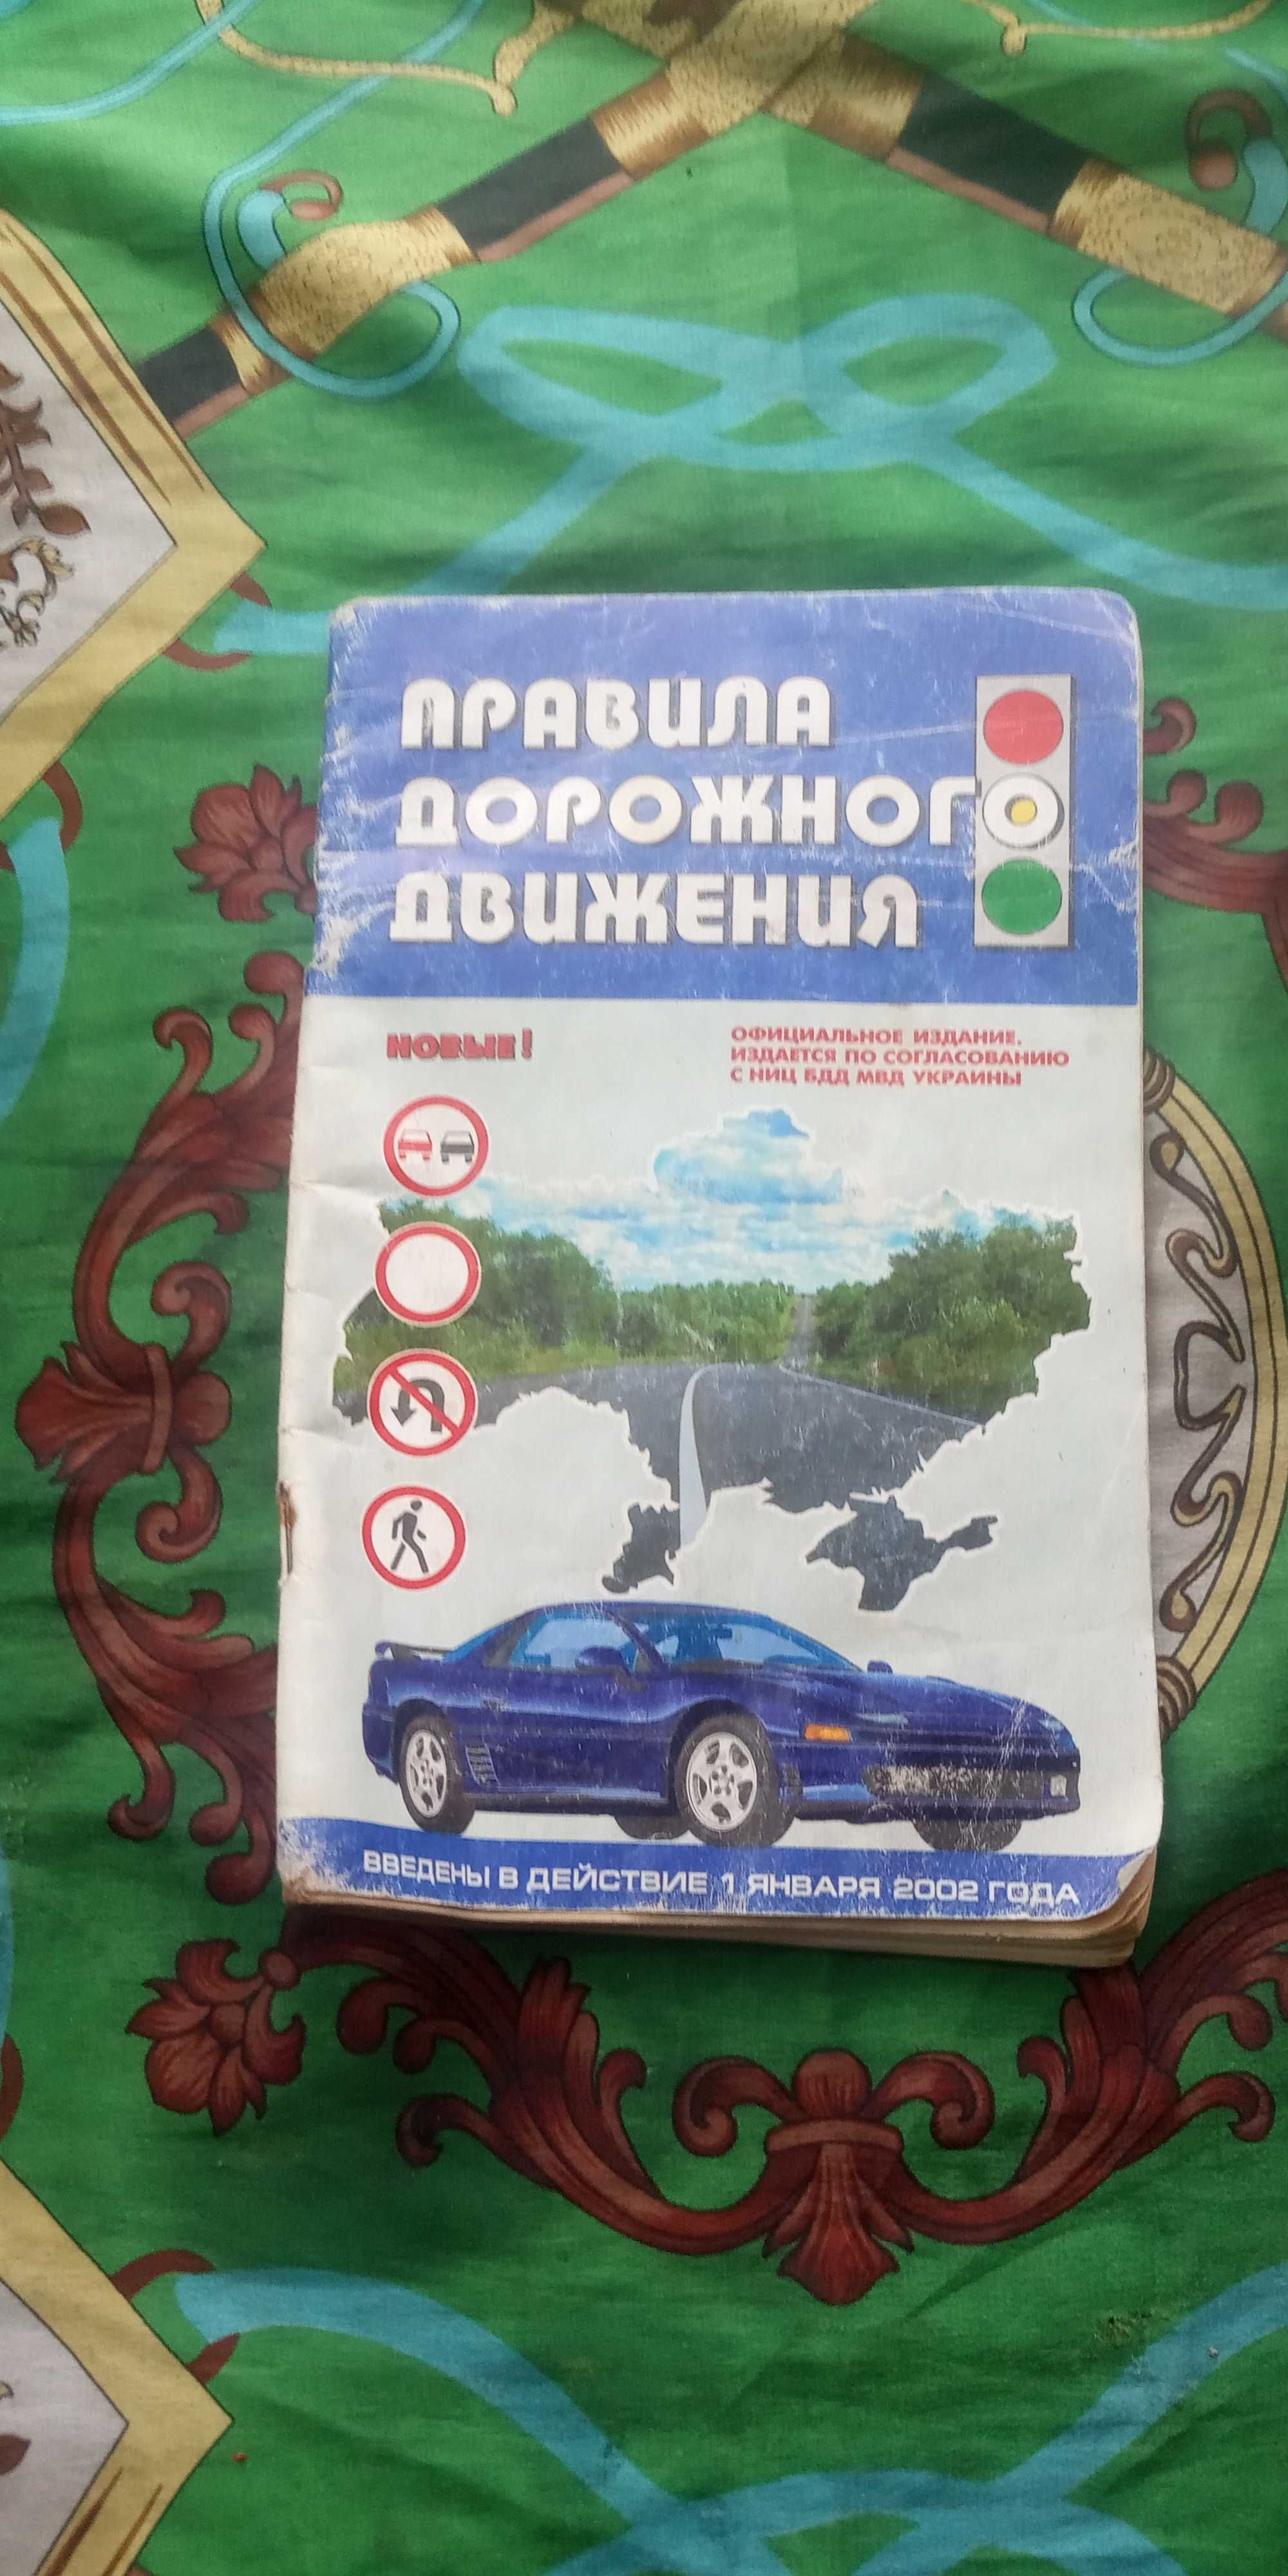 ПРАВИЛА
ДОРОЖНОГО
ДВИЖЕНИЯ
НОВЫЕ!
ОФИЦИАЛЬНОЕ ИЗДАНИЕ.
ИЗДАЕТСЯ ПО СОГЛАСОВАНИЮ
С НИЦ БДД МВД УКРАИНЫ
ВВЕДЕНЫ В ДЕЙСТВИЕ 1 ЯНВАРЯ 2002 ГОДА